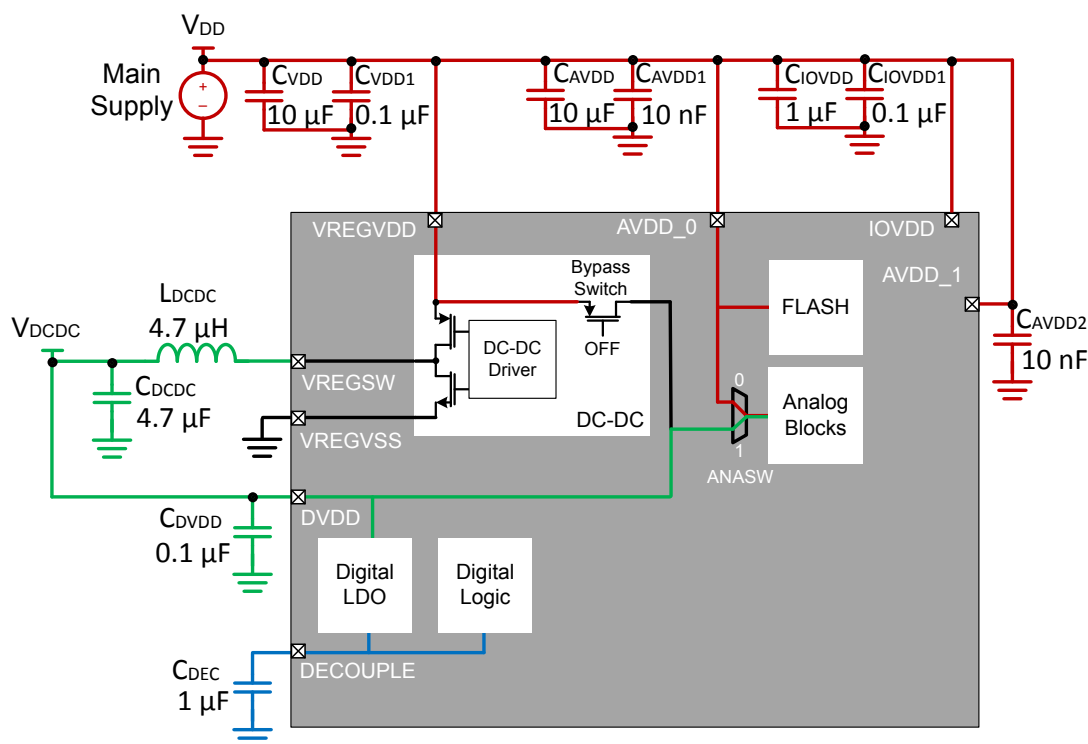 VDD
Main
Supply
+
−
CVDD
10 µF
CVDD1
0.1 µF
CAVDD
10 µF
CAVDD1
10 nF
CIOVDD
1 µF
CIOVDD1
0.1 µF
VREGVDD
AVDD_0
IOVDD
AVDD_1
CAVDD2
10 nF
Bypass
Switch
OFF
FLASH
LDCDC
4.7 µH
VDCDC
CDCDC
4.7 µF
VREGSW
VREGVSS
DC-DC
Driver
DC-DC
0
1
ANASW
Analog
Blocks
CDVDD
0.1 µF
DVDD
Digital
LDO
Digital
Logic
DECOUPLE
CDEC
1 µF